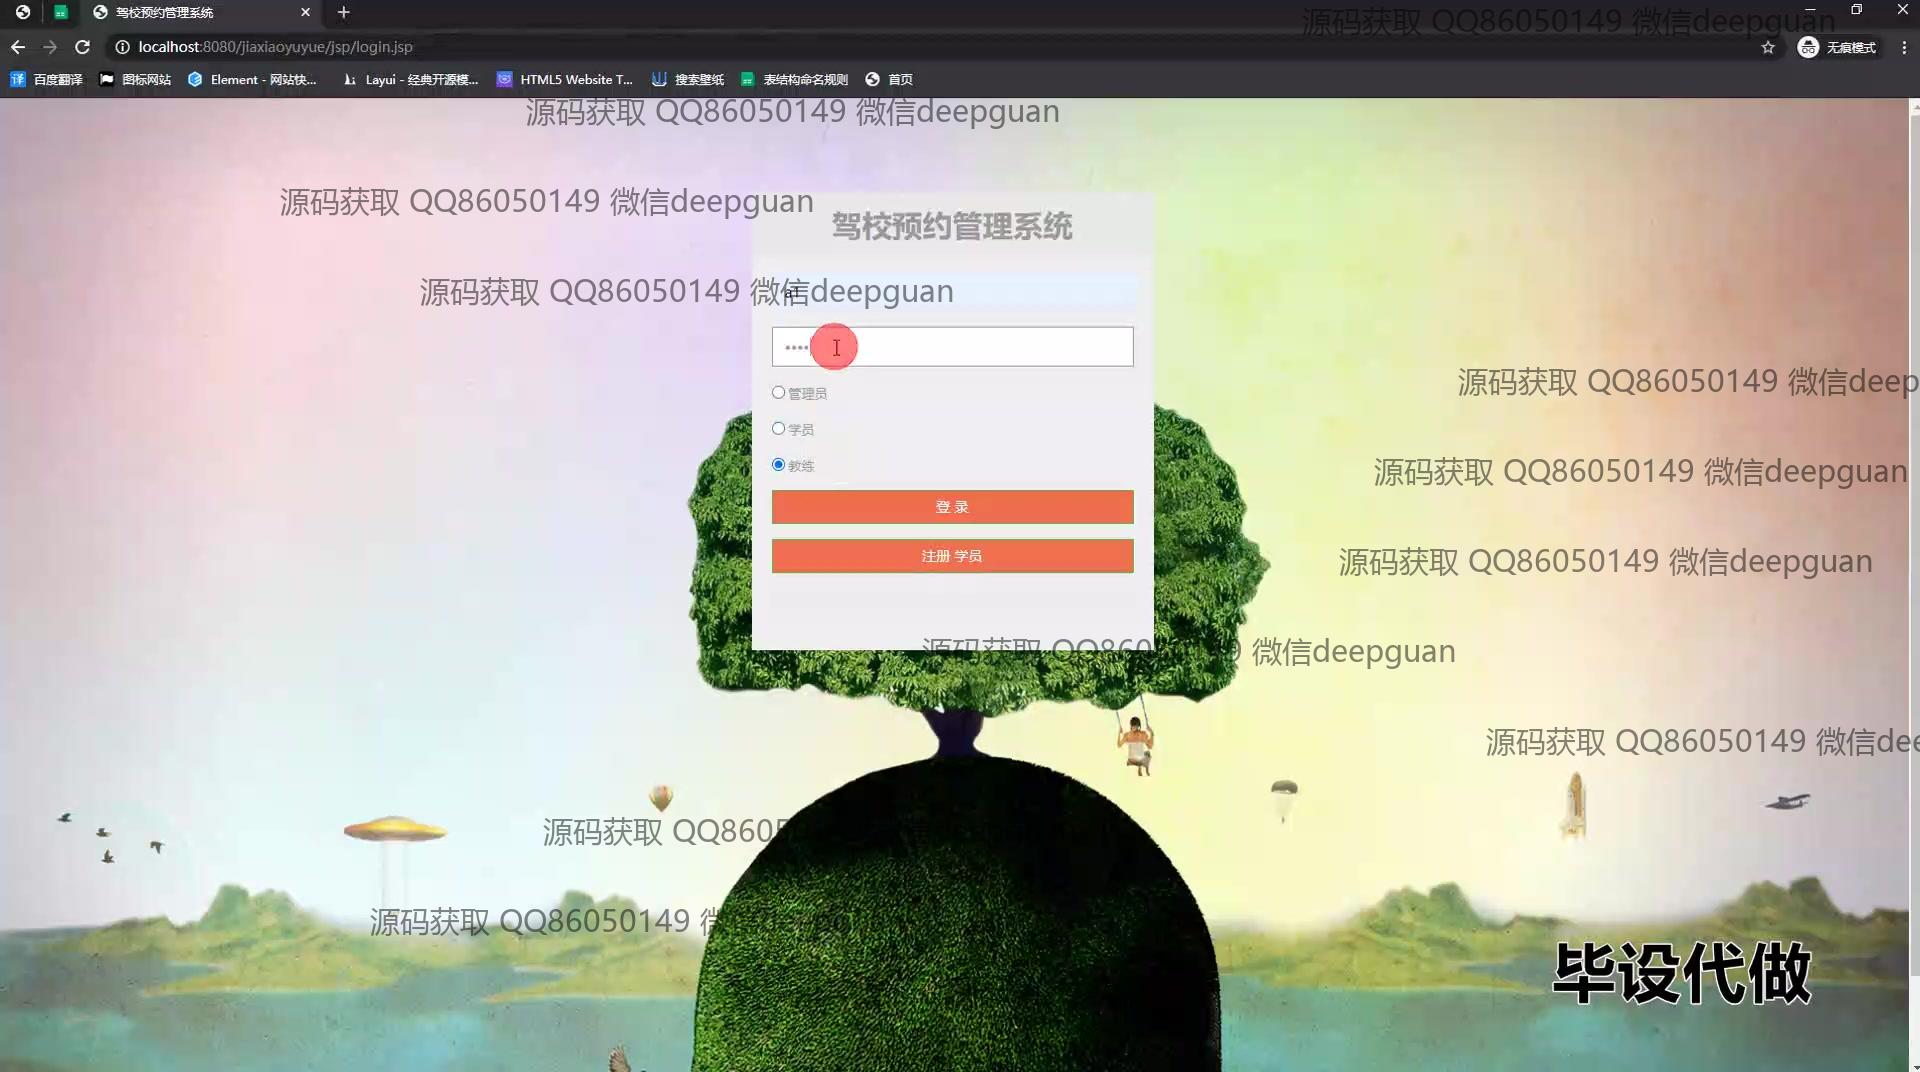 驾校预约管理系统
localhost:8080/jiaxiaoyuyue/jsp/login.jsp
无痕模式
百度翻译
图标网站
Element - 网站快...
Layui - 经典开源模...
HTML5 Website T...
搜索壁纸
表结构命名规则
首页
源码获取 QQ86050149 微信deepguan
源码获取 QQ86050149 微信deepguan
源码获取 QQ86050149 微信deepguan
驾校预约管理系统
源码获取 QQ86050149 微信deepguan
a1
••••
源码获取 QQ86050149 微信deep
管理员
学员
教练
源码获取 QQ86050149 微信deepguan
登 录
注册 学员
源码获取 QQ86050149 微信deepguan
源码获取 QQ86050149 微信deepguan
源码获取 QQ86050149 微信dee
源码获取 QQ8605
源码获取 QQ86050149 微
毕设代做